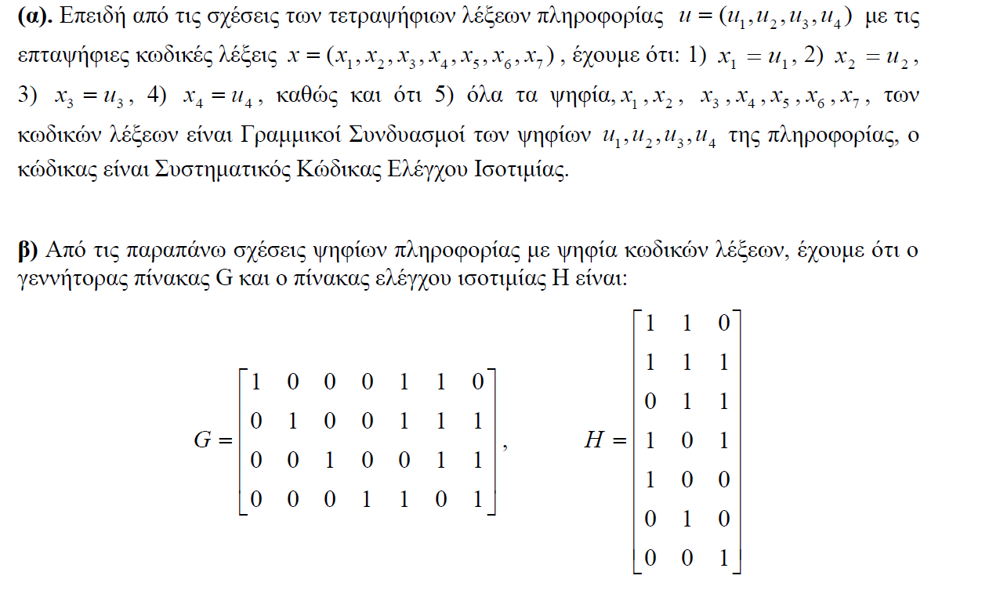 (α). Επειδή από τις σχέσεις των τετραψήφιων λέξεων πληροφορίας u = (u₁,u₂,u₃,u₄) με τις
επταψήφιες κωδικές λέξεις x = (x₁,x₂,x₃,x₄,x₅,x₆,x₇), έχουμε ότι: 1) x₁ = u₁, 2) x₂ = u₂,
3) x₃ = u₃, 4) x₄ = u₄, καθώς και ότι 5) όλα τα ψηφία, x₁,x₂, x₃,x₄,x₅,x₆,x₇, των
κωδικών λέξεων είναι Γραμμικοί Συνδυασμοί των ψηφίων u₁,u₂,u₃,u₄ της πληροφορίας, ο
κώδικας είναι Συστηματικός Κώδικας Ελέγχου Ισοτιμίας.
β) Από τις παραπάνω σχέσεις ψηφίων πληροφορίας με ψηφία κωδικών λέξεων, έχουμε ότι ο
γεννήτορας πίνακας G και ο πίνακας ελέγχου ισοτιμίας H είναι:
G =
1 0 0 0 1 1 0
0 1 0 0 1 1 1
0 0 1 0 0 1 1
0 0 0 1 1 0 1
,
H =
1 1 0
1 1 1
0 1 1
1 0 1
1 0 0
0 1 0
0 0 1